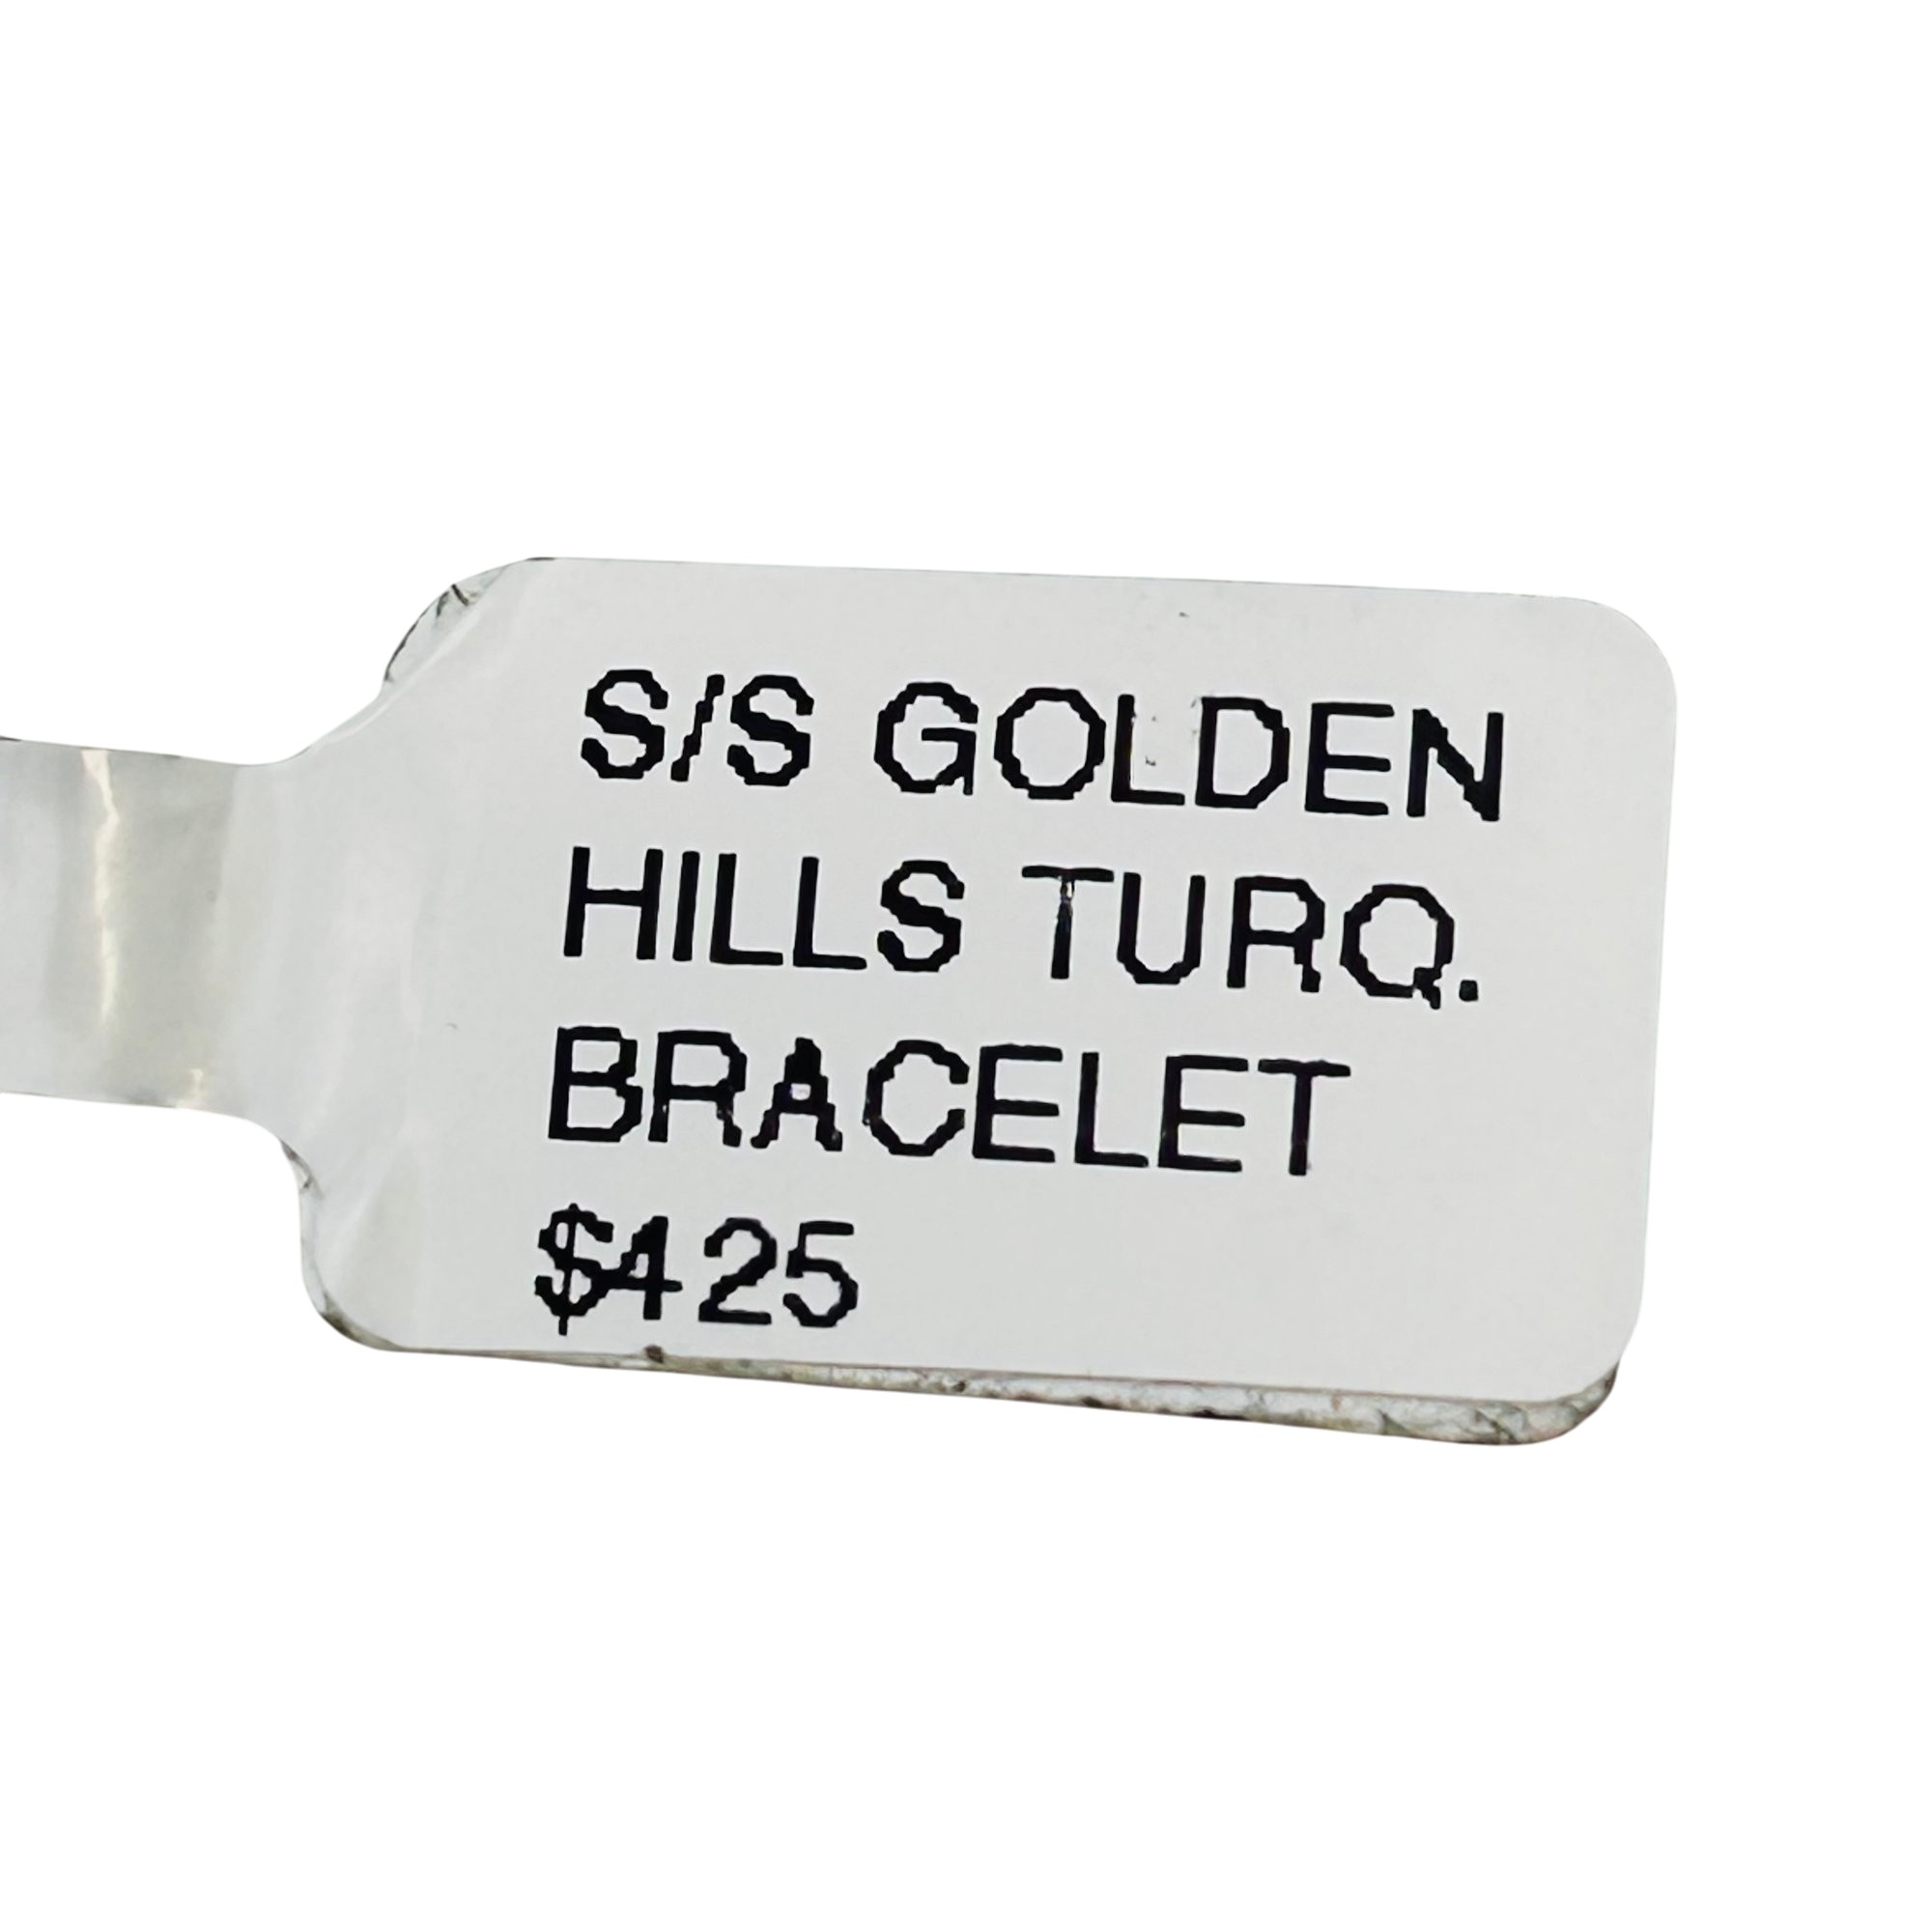 S/S GOLDEN
HILLS TURQ.
BRACELET
$425